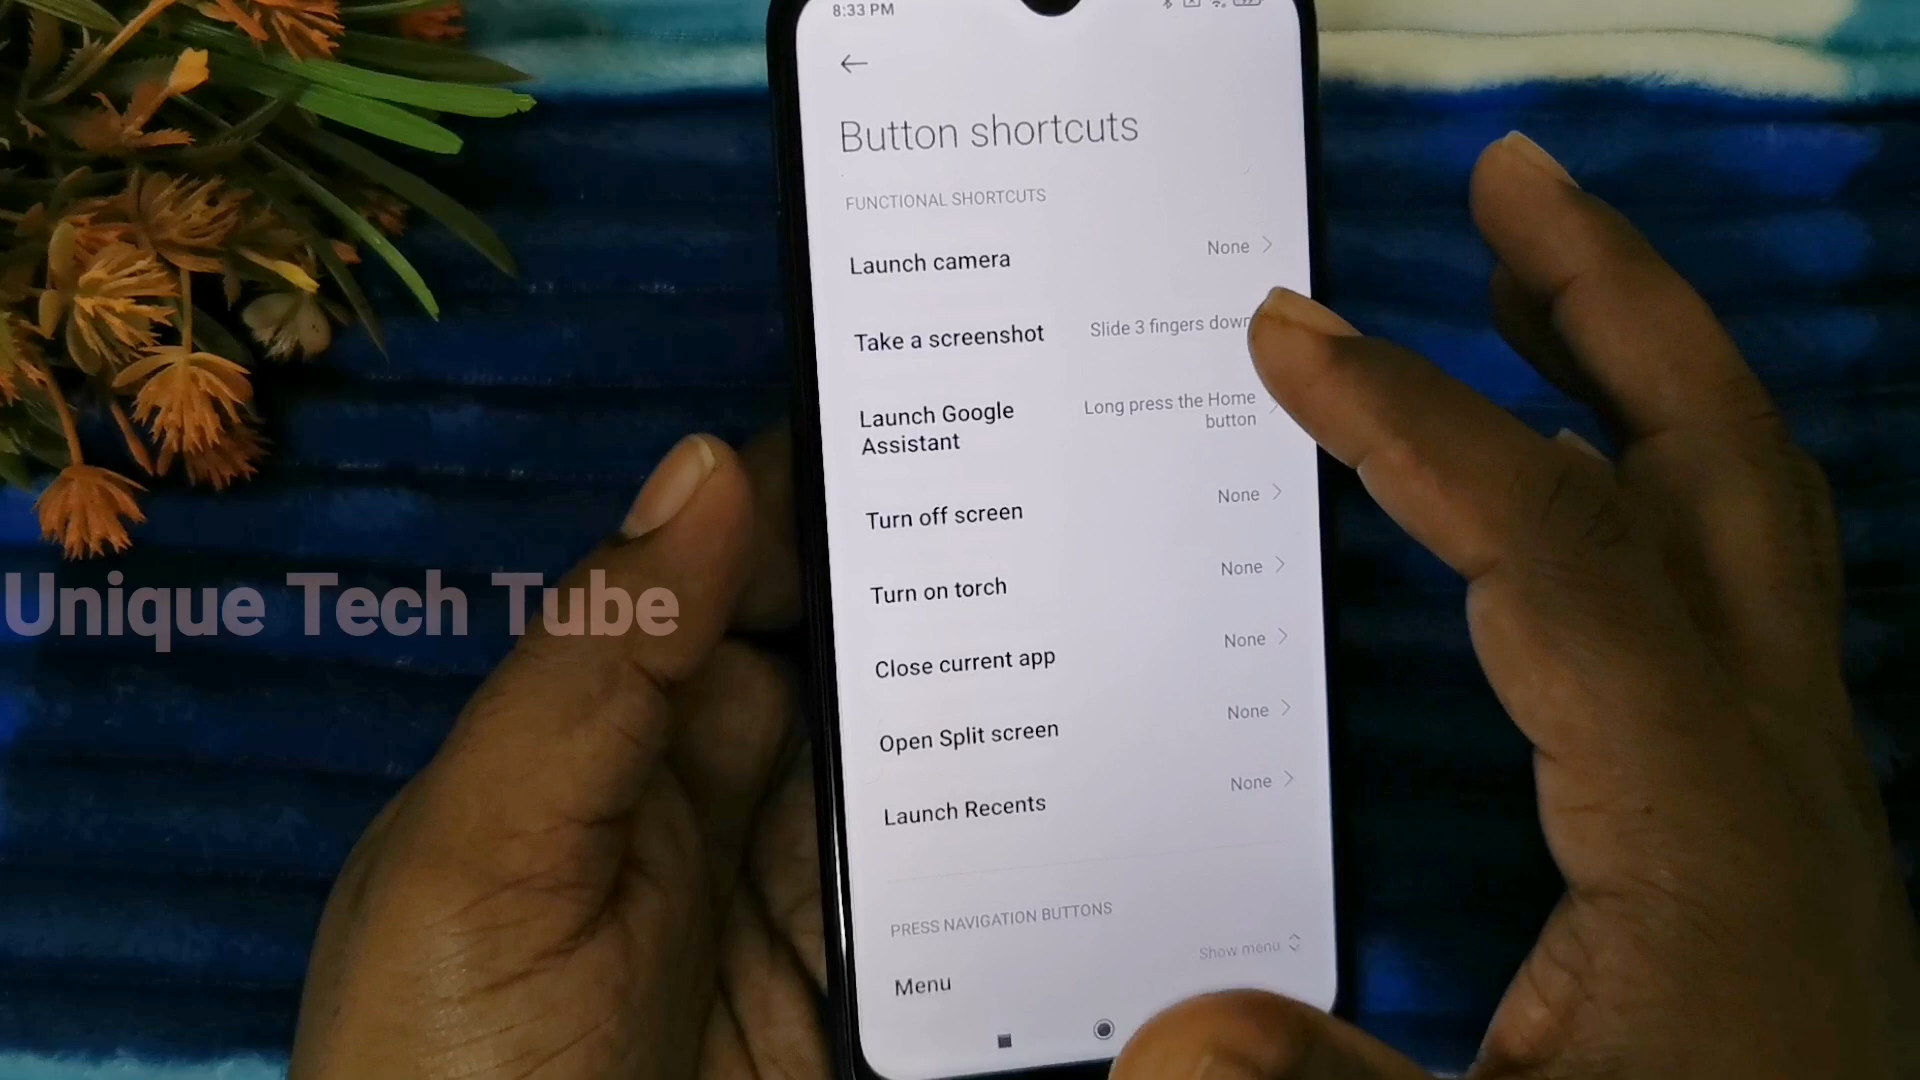 8:33 PM
Button shortcuts
FUNCTIONAL SHORTCUTS
Launch camera None
Take a screenshot Slide 3 fingers down
Launch Google Assistant Long press the Home button
Turn off screen None
Turn on torch None
Close current app None
Open Split screen None
Launch Recents None
PRESS NAVIGATION BUTTONS
Menu Show menu
Unique Tech Tube